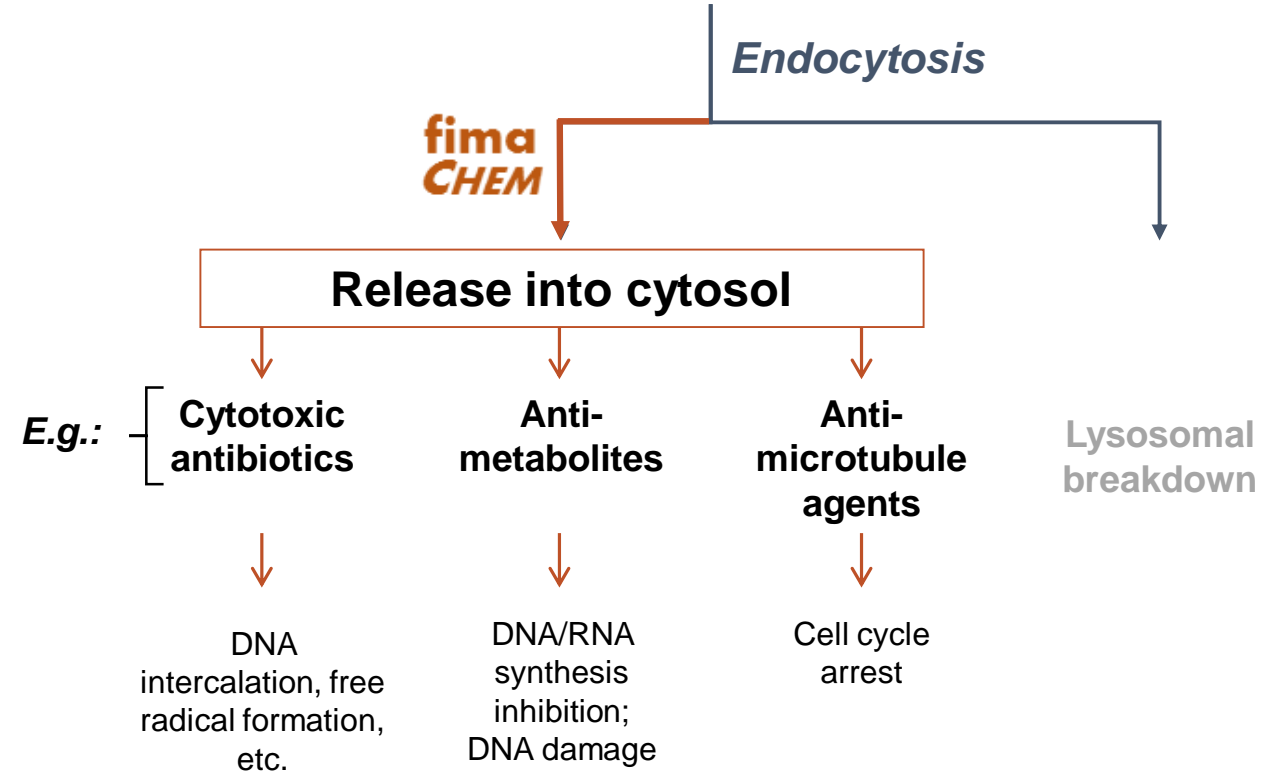 Endocytosis
fima
CHEM
Release into cytosol
E.g.:
Cytotoxic
antibiotics
Anti-
metabolites
Anti-
microtubule
agents
Lysosomal
breakdown
DNA
intercalation, free
radical formation,
etc.
DNA/RNA
synthesis
inhibition;
DNA damage
Cell cycle
arrest